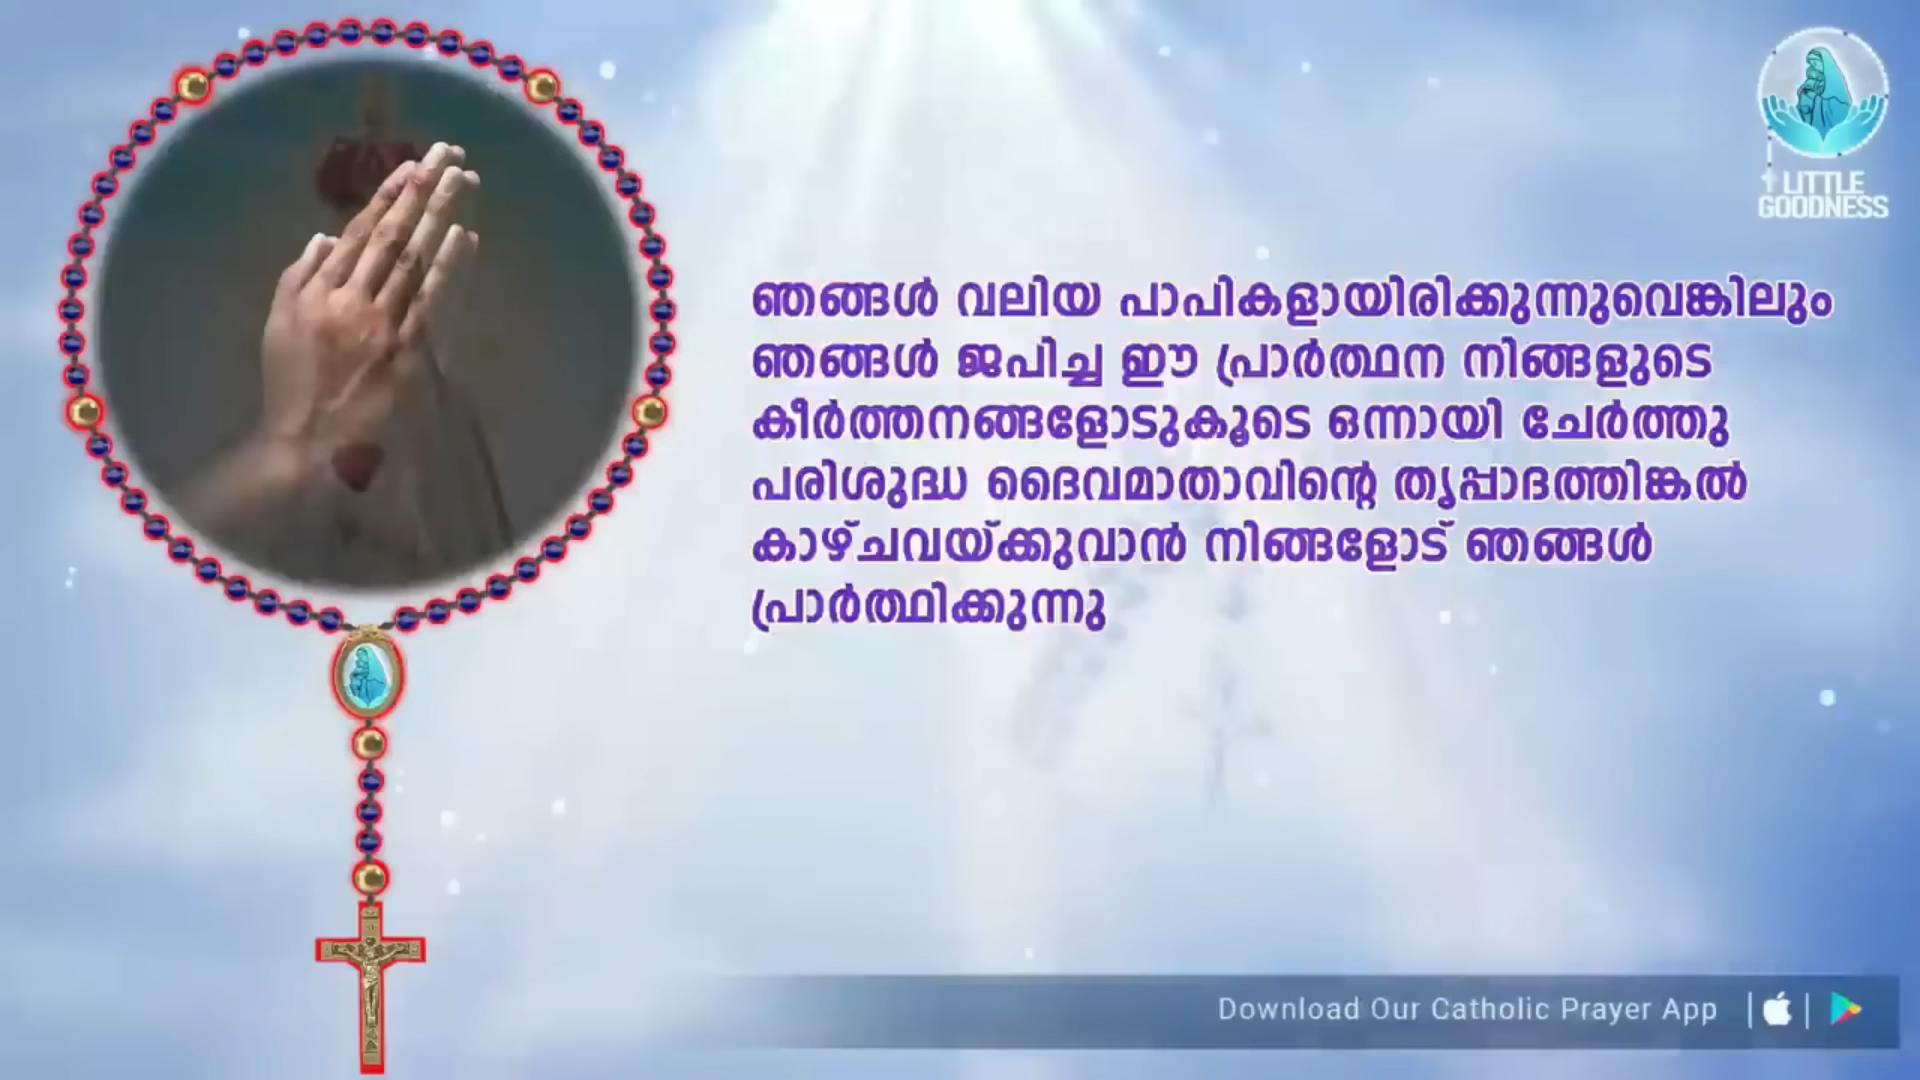 LITTLE
GOODNESS
ഞങ്ങൾ വലിയ പാപികളായിരിക്കുന്നുവെങ്കിലും
ഞങ്ങൾ ജപിച്ച ഈ പ്രാർത്ഥന നിങ്ങളുടെ
കീർത്തനങ്ങളോടുകൂടെ ഒന്നായി ചേർത്തു
പരിശുദ്ധ ദൈവമാതാവിന്റെ തൃപ്പാദത്തിങ്കൽ
കാഴ്ചവയ്ക്കുവാൻ നിങ്ങളോട് ഞങ്ങൾ
പ്രാർത്ഥിക്കുന്നു
Download Our Catholic Prayer App